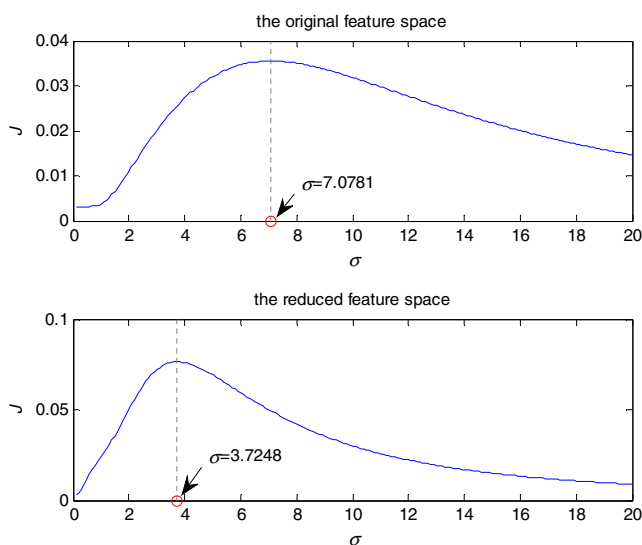 the original feature space
0.04
0.03
0.02
0.01
0
J
σ=7.0781
0 2 4 6 8 10 12 14 16 18 20
σ
the reduced feature space
0.1
0.05
0
J
σ=3.7248
0 2 4 6 8 10 12 14 16 18 20
σ